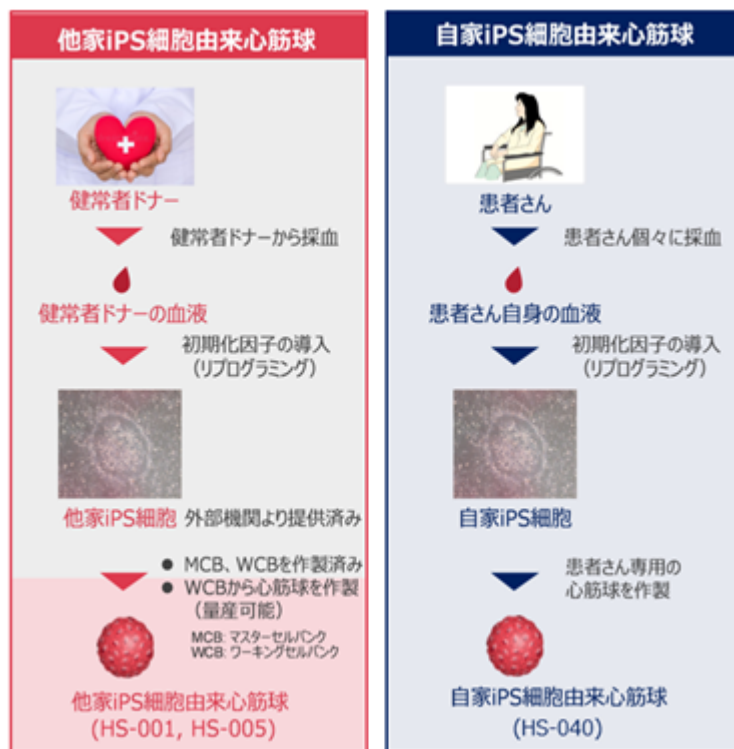 他家iPS細胞由来心筋球
健常者ドナー
健常者ドナーから採血
健常者ドナーの血液
初期化因子の導入
（リプログラミング）
他家iPS細胞 外部機関より提供済み
● MCB、WCBを作製済み
● WCBから心筋球を作製
（量産可能）
MCB: マスターセルバンク
WCB: ワーキングセルバンク
他家iPS細胞由来心筋球
(HS-001, HS-005)
自家iPS細胞由来心筋球
患者さん
患者さん個々に採血
患者さん自身の血液
初期化因子の導入
（リプログラミング）
自家iPS細胞
患者さん専用の
心筋球を作製
自家iPS細胞由来心筋球
(HS-040)